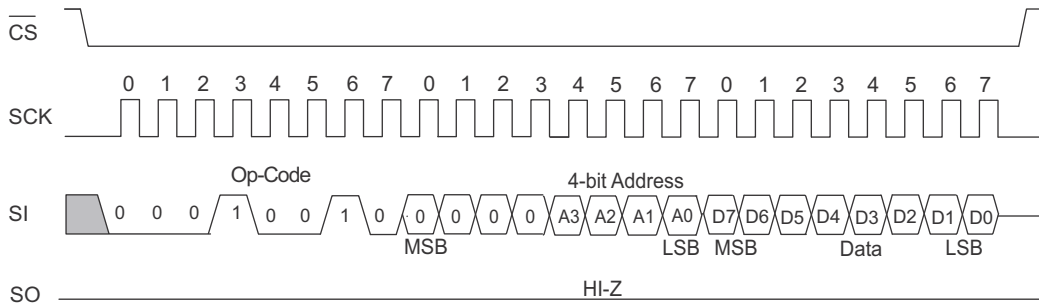 CS
0 1 2 3 4 5 6 7 0 1 2 3 4 5 6 7 0 1 2 3 4 5 6 7
SCK
Op-Code 4-bit Address
SI 0 0 0 1 0 0 1 0 0 0 0 0 A3 A2 A1 A0 D7 D6 D5 D4 D3 D2 D1 D0
MSB LSB MSB Data LSB
SO HI-Z